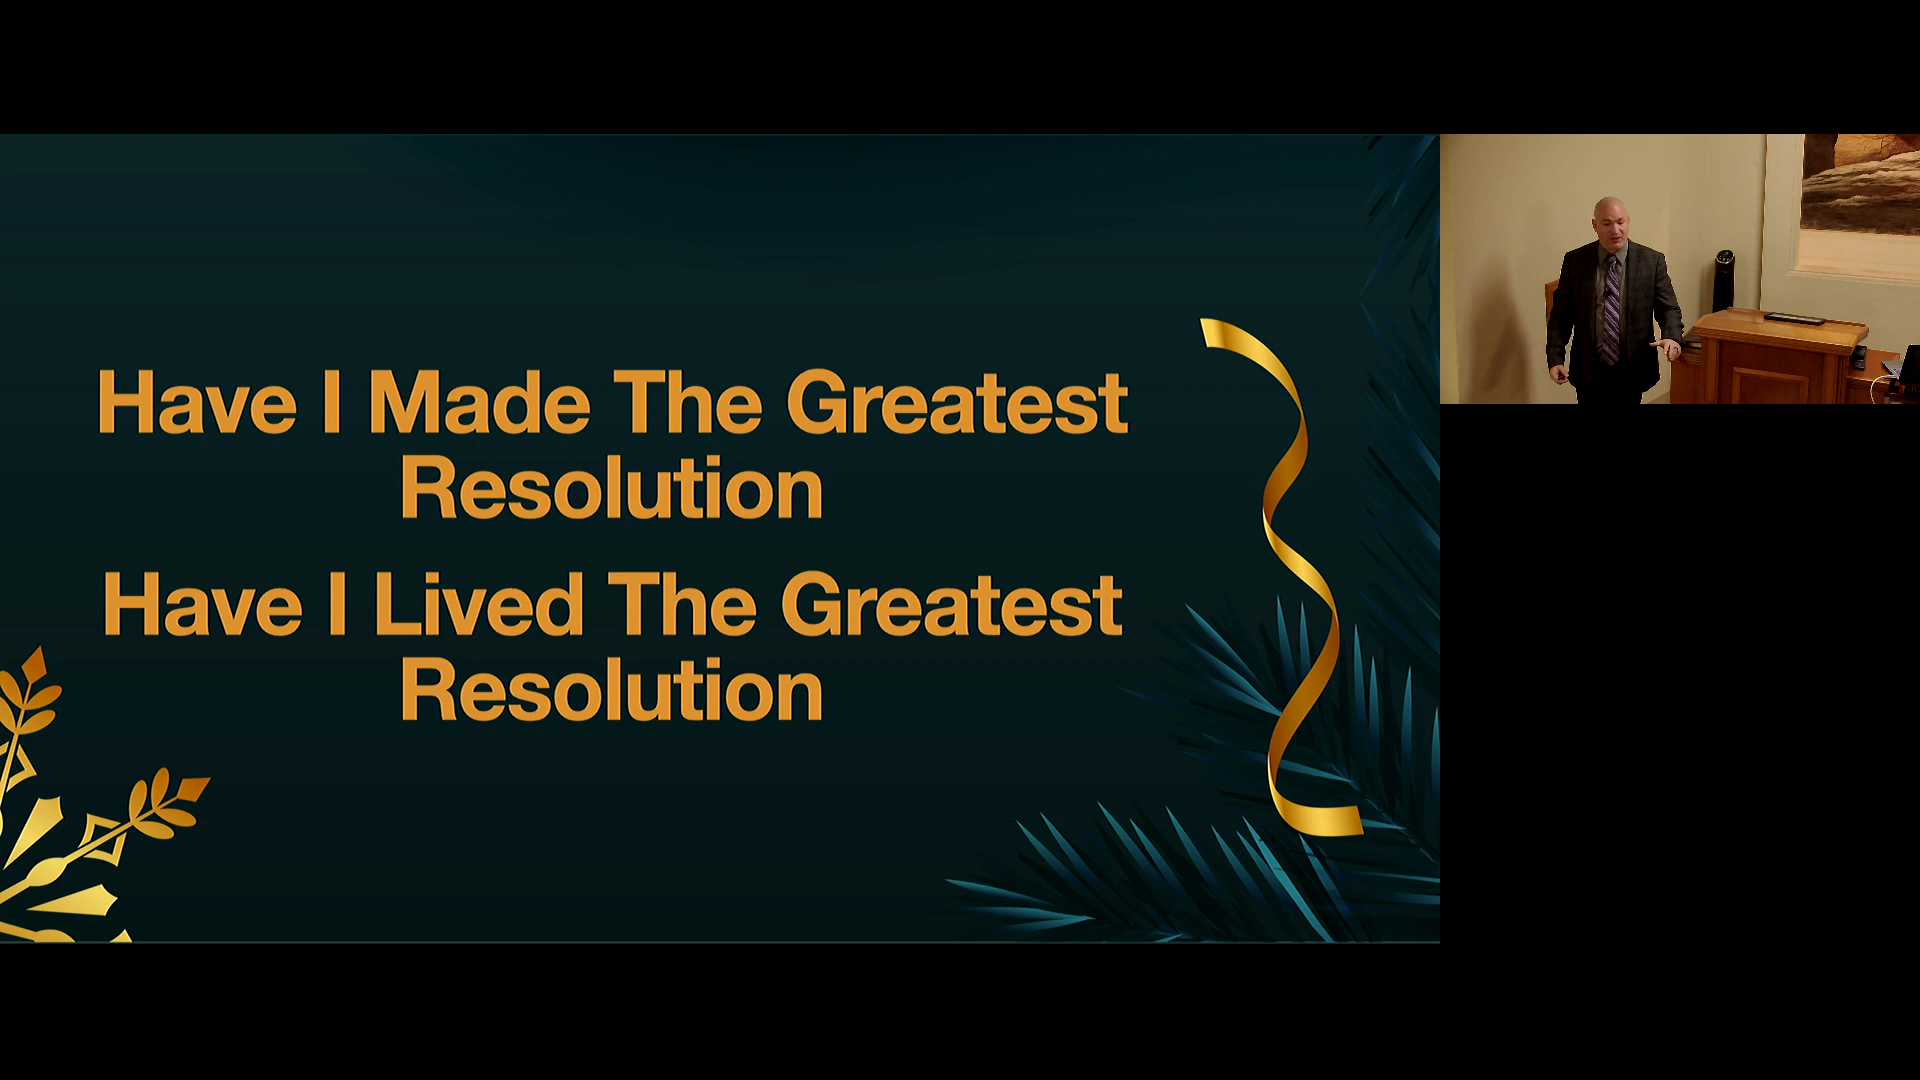 Have I Made The Greatest
Resolution
Have I Lived The Greatest
Resolution